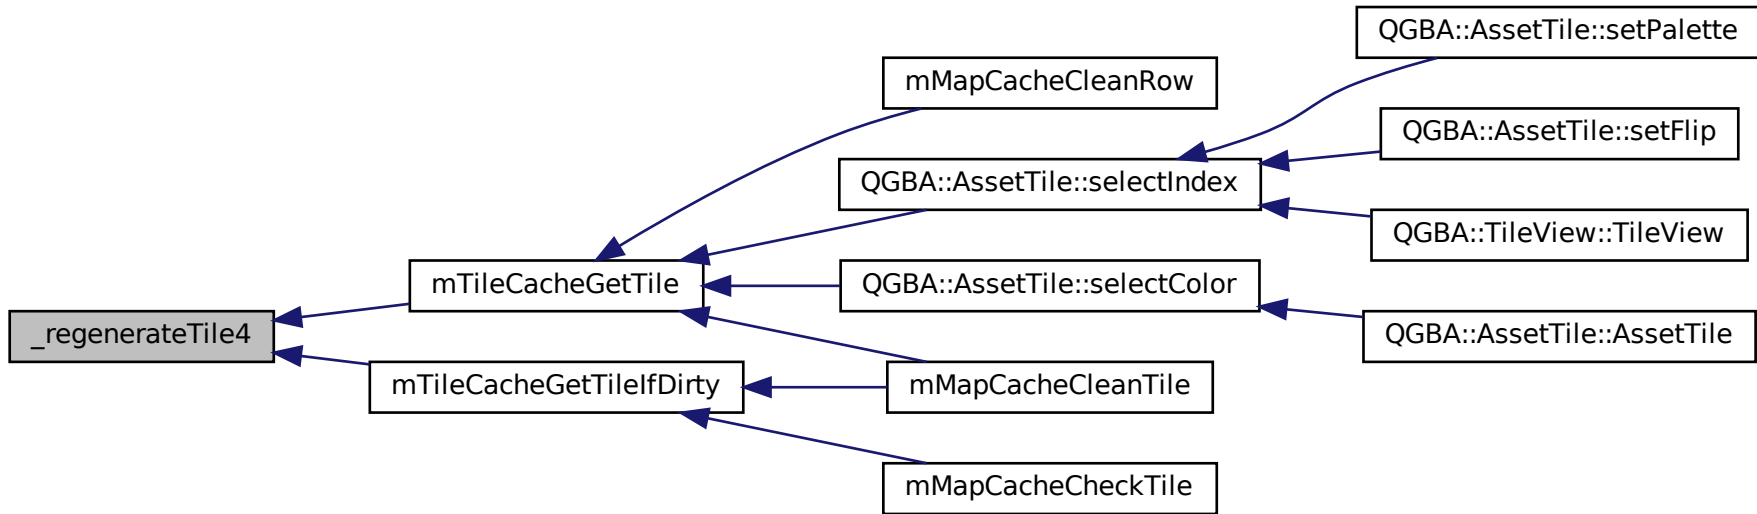 QGBA::AssetTile::setPalette
mMapCacheCleanRow
QGBA::AssetTile::setFlip
QGBA::AssetTile::selectIndex
QGBA::TileView::TileView
mTileCacheGetTile
QGBA::AssetTile::selectColor
_regenerateTile4
QGBA::AssetTile::AssetTile
mTileCacheGetTileIfDirty
mMapCacheCleanTile
mMapCacheCheckTile